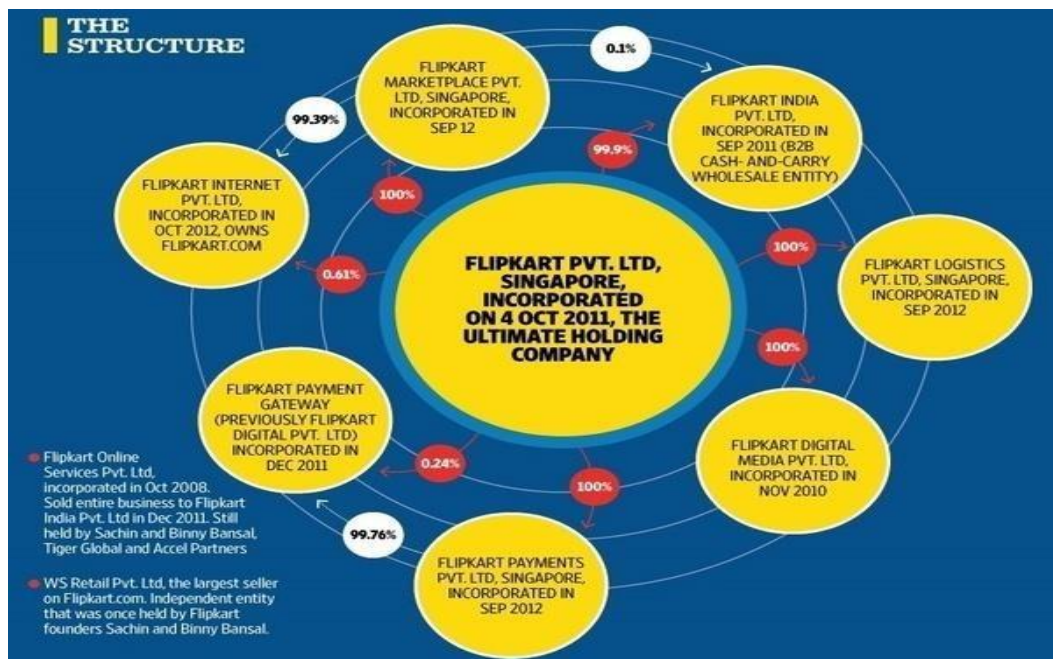 THE
STRUCTURE
FLIPKART
MARKETPLACE PVT.
LTD, SINGAPORE,
INCORPORATED IN
SEP 12
0.1%
FLIPKART INDIA
PVT. LTD,
INCORPORATED IN
SEP 2011 (B2B
CASH- AND-CARRY
WHOLESALE ENTITY)
99.39%
99.9%
FLIPKART INTERNET
PVT. LTD,
INCORPORATED IN
OCT 2012, OWNS
FLIPKART.COM
100%
0.61%
FLIPKART PVT. LTD,
SINGAPORE,
INCORPORATED
ON 4 OCT 2011, THE
ULTIMATE HOLDING
COMPANY
100%
FLIPKART LOGISTICS
PVT. LTD, SINGAPORE,
INCORPORATED IN
SEP 2012
100%
FLIPKART PAYMENT
GATEWAY
(PREVIOUSLY FLIPKART
DIGITAL PVT. LTD)
INCORPORATED IN
DEC 2011
0.24%
100%
FLIPKART DIGITAL
MEDIA PVT. LTD,
INCORPORATED IN
NOV 2010
99.76%
FLIPKART PAYMENTS
PVT. LTD, SINGAPORE,
INCORPORATED IN
SEP 2012
Flipkart Online
Services Pvt. Ltd,
incorporated in Oct 2008.
Sold entire business to Flipkart
India Pvt. Ltd in Dec 2011. Still
held by Sachin and Binny Bansal,
Tiger Global and Accel Partners
WS Retail Pvt. Ltd, the largest seller
on Flipkart.com. Independent entity
that was once held by Flipkart
founders Sachin and Binny Bansal.